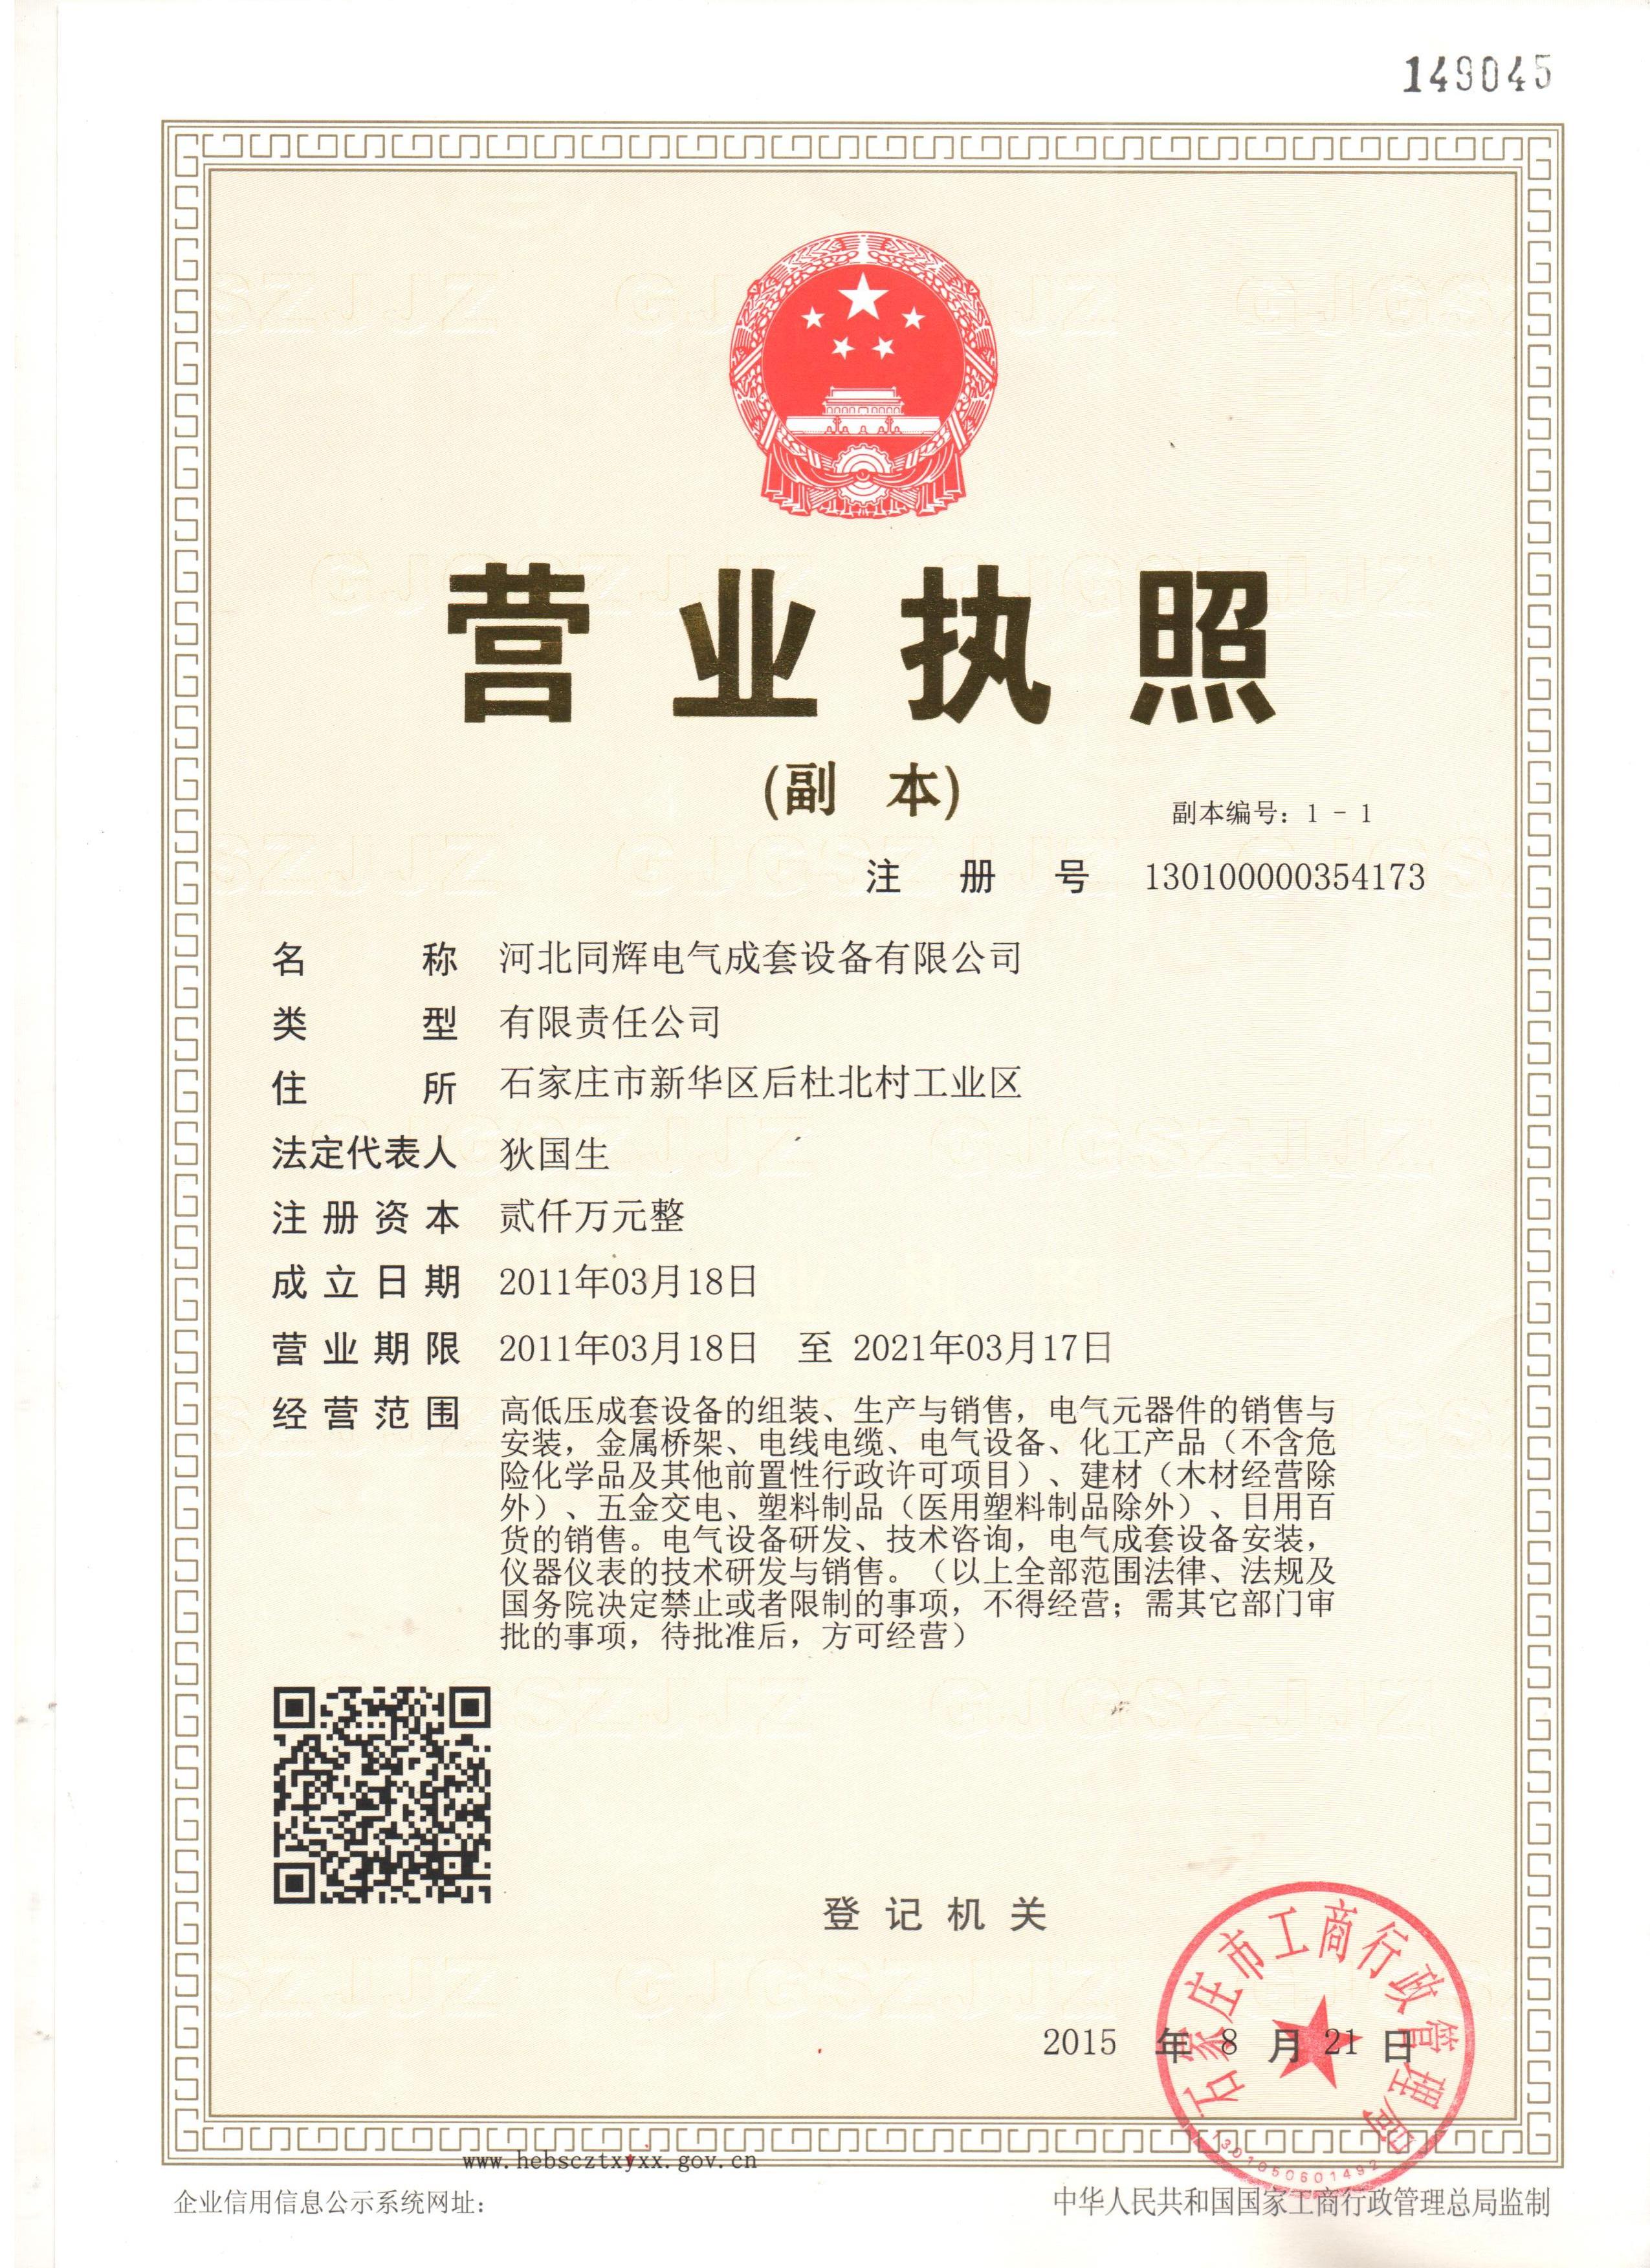 149045
营业执照
(副 本)
副本编号：1 - 1
注 册 号 130100000354173
名 称 河北同辉电气成套设备有限公司
类 型 有限责任公司
住 所 石家庄市新华区后杜北村工业区
法定代表人 狄国生
注册资本 贰仟万元整
成立日期 2011年03月18日
营业期限 2011年03月18日 至 2021年03月17日
经营范围 高低压成套设备的组装、生产与销售，电气元器件的销售与
安装，金属桥架、电线电缆、电气设备、化工产品（不含危
险化学品及其他前置性行政许可项目）、建材（木材经营除
外）、五金交电、塑料制品（医用塑料制品除外）、日用百
货的销售。电气设备研发、技术咨询，电气成套设备安装，
仪器仪表的技术研发与销售。（以上全部范围法律、法规及
国务院决定禁止或者限制的事项，不得经营；需其它部门审
批的事项，待批准后，方可经营）
登记机关
石家庄市工商行政管理局
2015 年 8 月 21 日
1301050601492
www.hebscztxyxx.gov.cn
企业信用信息公示系统网址：
中华人民共和国国家工商行政管理总局监制